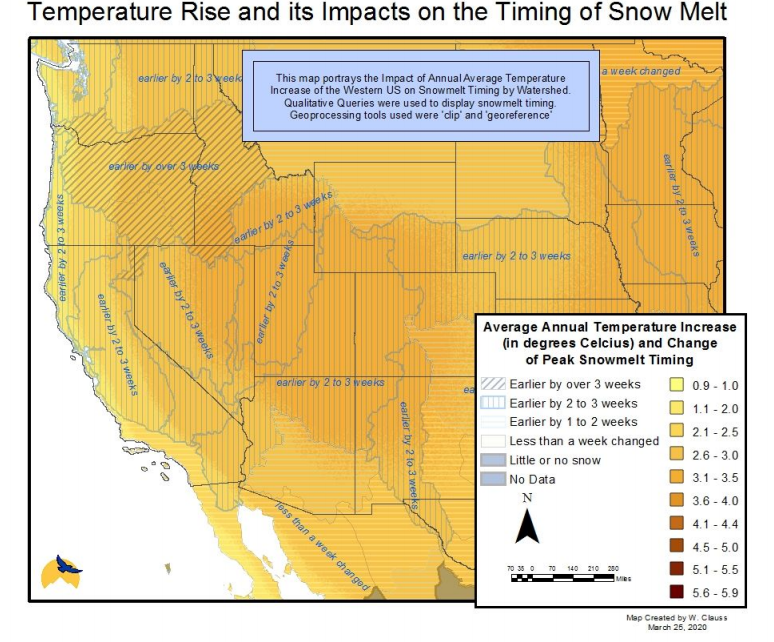 Temperature Rise and its Impacts on the Timing of Snow Melt
This map portrays the Impact of Annual Average Temperature
Increase of the Western US on Snowmelt Timing by Watershed.
Qualitative Queries were used to display snowmelt timing.
Geoprocessing tools used were 'clip' and 'georeference'
earlier by 2 to 3 week
a week changed
earlier by over 3 weeks
earlier by 2 to 3 weeks
earlier by 2 to 3 weeks
earlier by 2 to 3 weeks
earlier by 2 to 3 weeks
earlier by 2 to 3 weeks
earlier by 2 to 3 weeks
earlier by 2 to 3 weeks
earlier by 2 to 3 weeks
earlier by 2 to 3 weeks
ea
earlier by 2 to 3 weeks
less than a week changed
Average Annual Temperature Increase
(in degrees Celcius) and Change
of Peak Snowmelt Timing
Earlier by over 3 weeks
Earlier by 2 to 3 weeks
Earlier by 1 to 2 weeks
Less than a week changed
Little or no snow
No Data
0.9 - 1.0
1.1 - 2.0
2.1 - 2.5
2.6 - 3.0
3.1 - 3.5
3.6 - 4.0
4.1 - 4.4
4.5 - 5.0
5.1 - 5.5
5.6 - 5.9
N
70 35 0 70 140 210 280
Miles
Map Created by W. Clauss
March 25, 2020